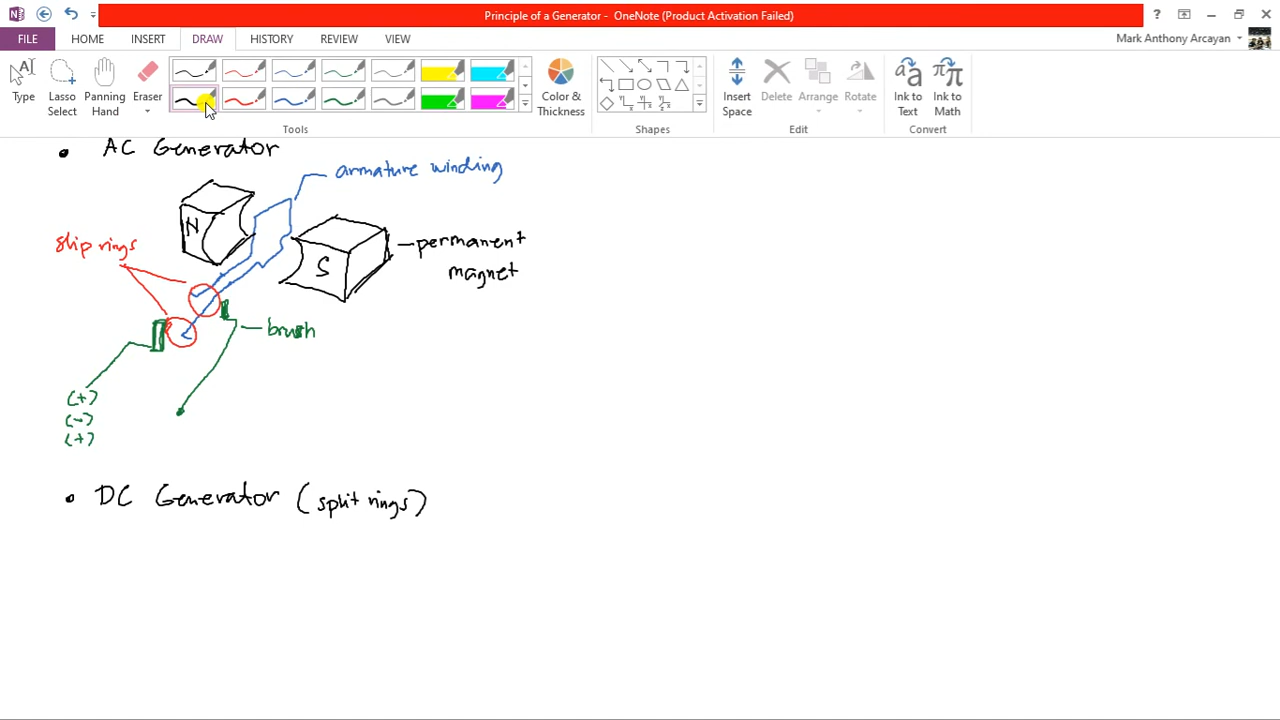 Principle of a Generator - OneNote (Product Activation Failed)
FILE HOME INSERT DRAW HISTORY REVIEW VIEW
Mark Anthony Arcayan
Type
Lasso Select
Panning Hand
Eraser
Color & Thickness
Insert Space
Delete
Arrange
Rotate
Ink to Text
Ink to Math
Tools Shapes Edit Convert
• AC Generator
armature winding
N
slip rings
S
permanent
magnet
brush
(+)
(-)
(+)
• DC Generator (split rings)